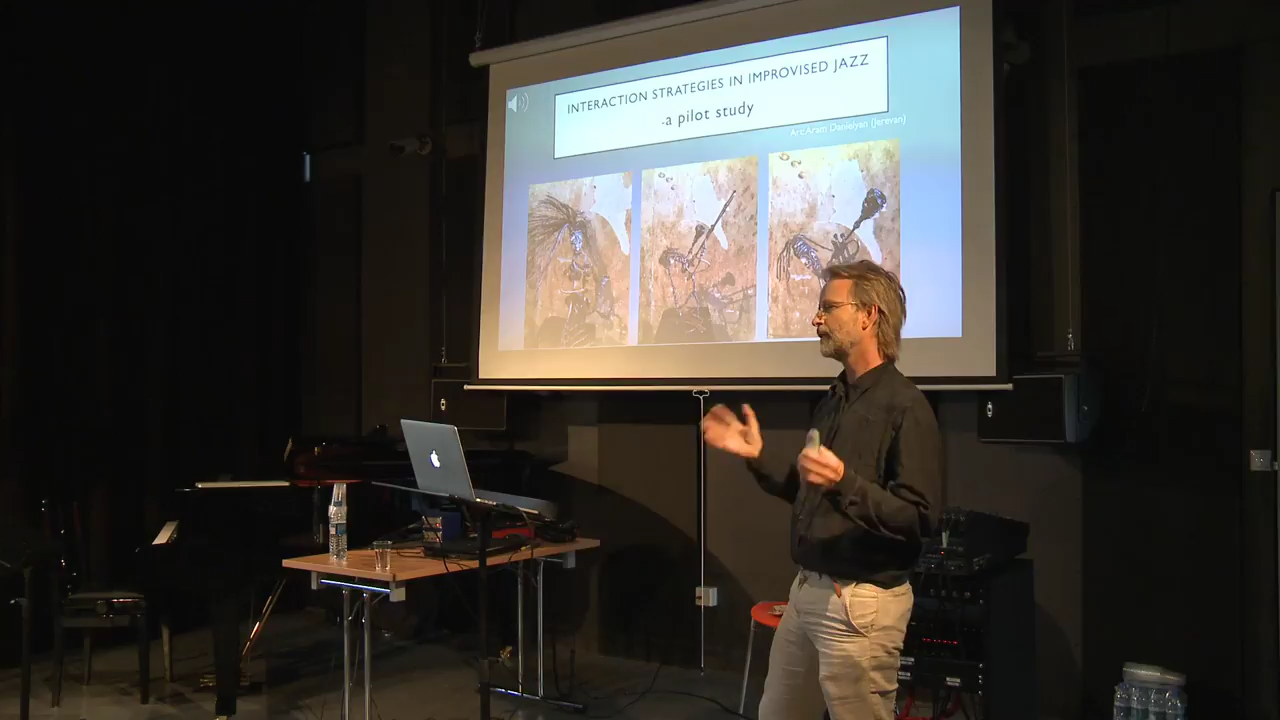 INTERACTION STRATEGIES IN IMPROVISED JAZZ
-a pilot study
Art:Aram Danielyan (Jerevan)